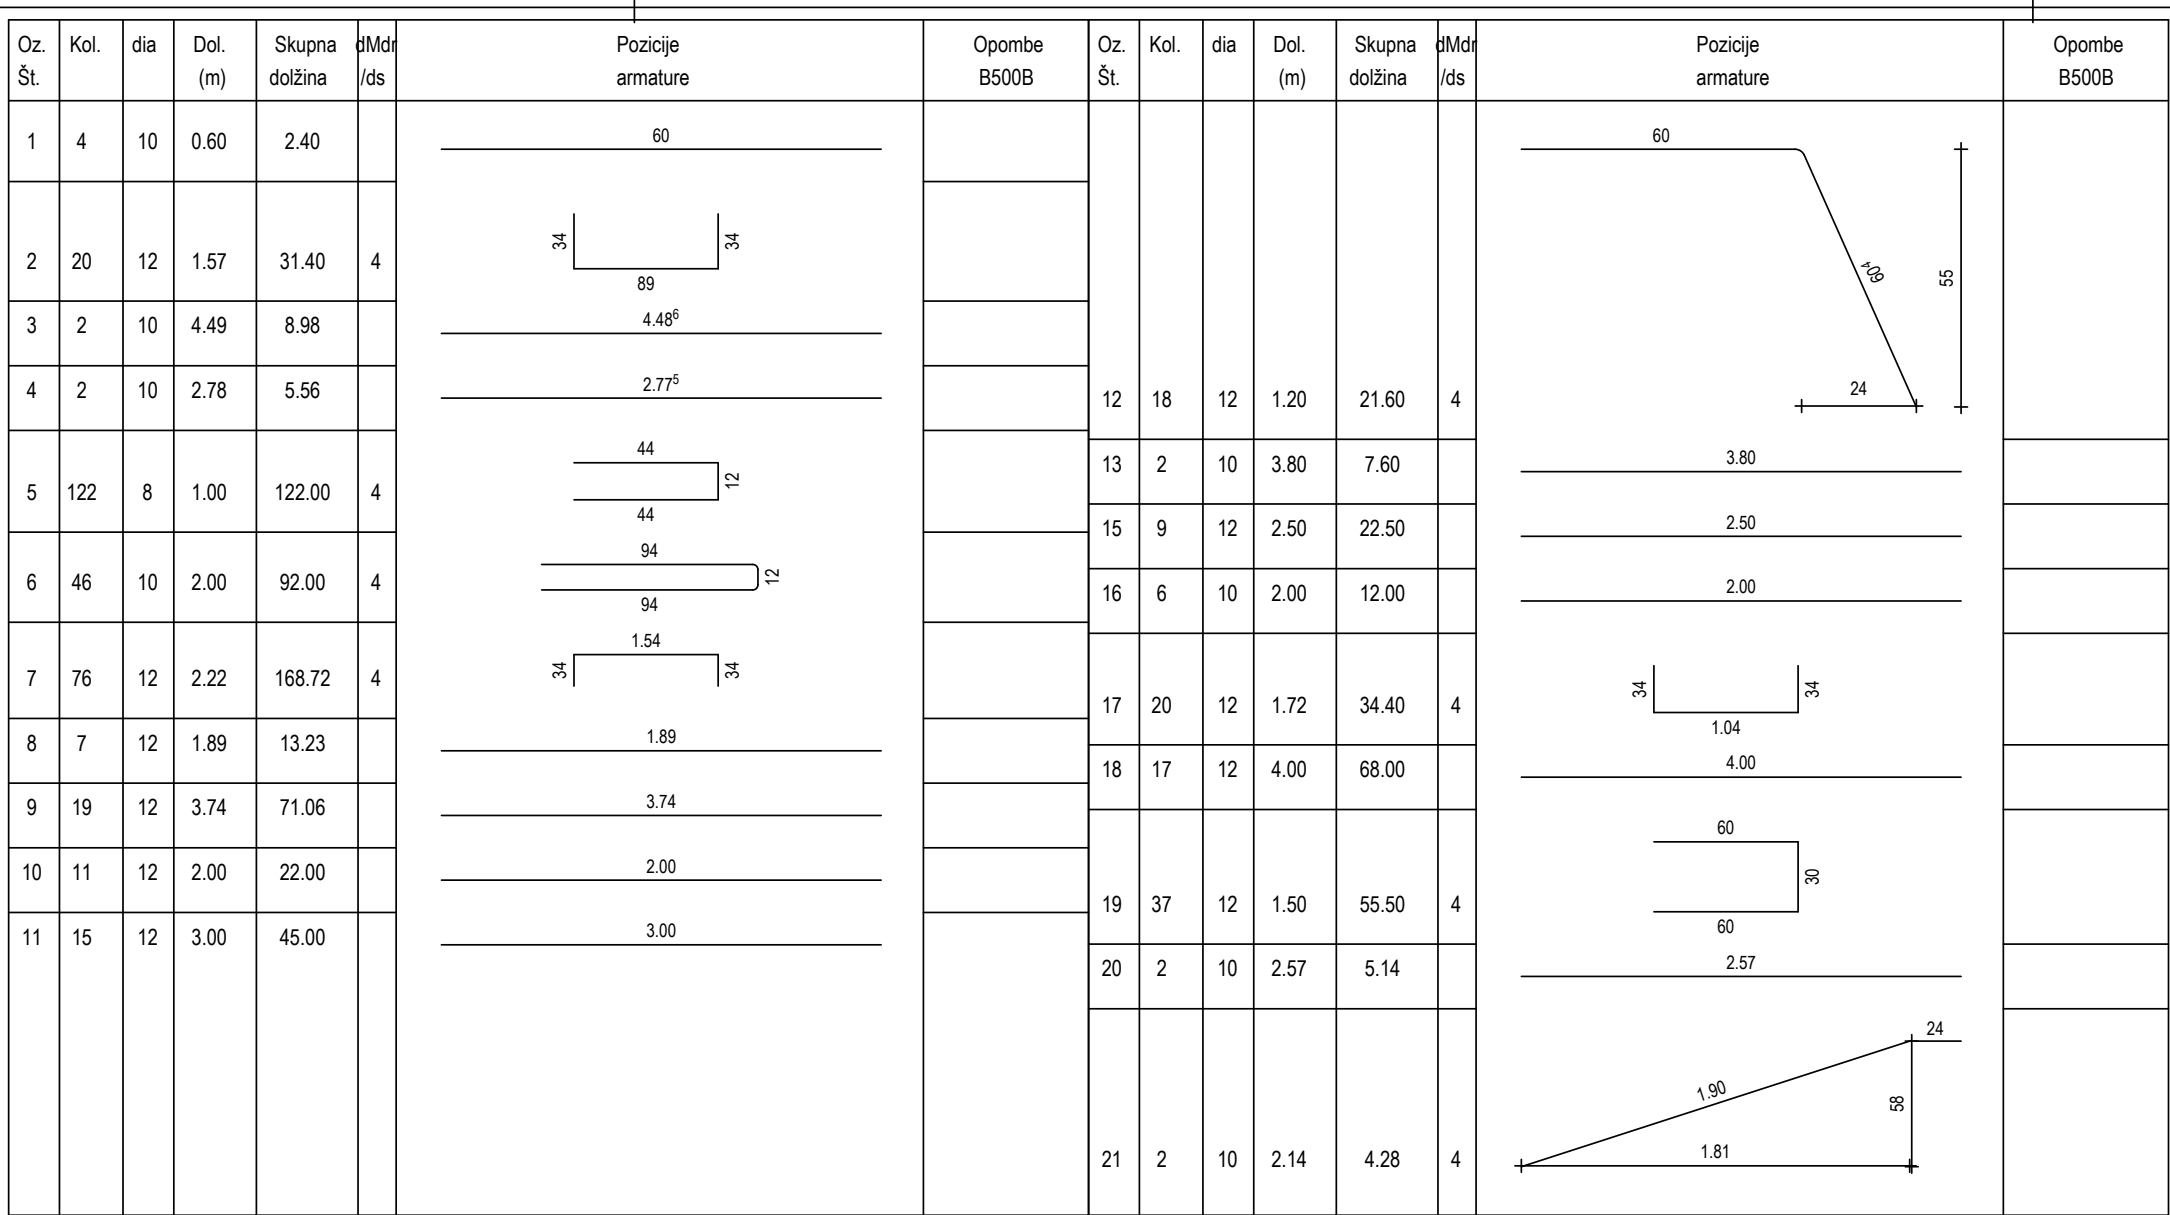 Oz. Kol. dia Dol. Skupna dMdr Pozicije Opombe
Št. (m) dolžina /ds armature B500B
1 4 10 0.60 2.40 60
2 20 12 1.57 31.40 4 34 34 89
3 2 10 4.49 8.98 4.48⁶
4 2 10 2.78 5.56 2.77⁵
5 122 8 1.00 122.00 4 44 12 44
6 46 10 2.00 92.00 4 94 12 94
7 76 12 2.22 168.72 4 1.54 34 34
8 7 12 1.89 13.23 1.89
9 19 12 3.74 71.06 3.74
10 11 12 2.00 22.00 2.00
11 15 12 3.00 45.00 3.00
Oz. Kol. dia Dol. Skupna dMdr Pozicije Opombe
Št. (m) dolžina /ds armature B500B
12 18 12 1.20 21.60 4 60 60⁴ 55 24
13 2 10 3.80 7.60 3.80
15 9 12 2.50 22.50 2.50
16 6 10 2.00 12.00 2.00
17 20 12 1.72 34.40 4 34 34 1.04
18 17 12 4.00 68.00 4.00
19 37 12 1.50 55.50 4 60 30 60
20 2 10 2.57 5.14 2.57
21 2 10 2.14 4.28 4 24 1.90 58 1.81